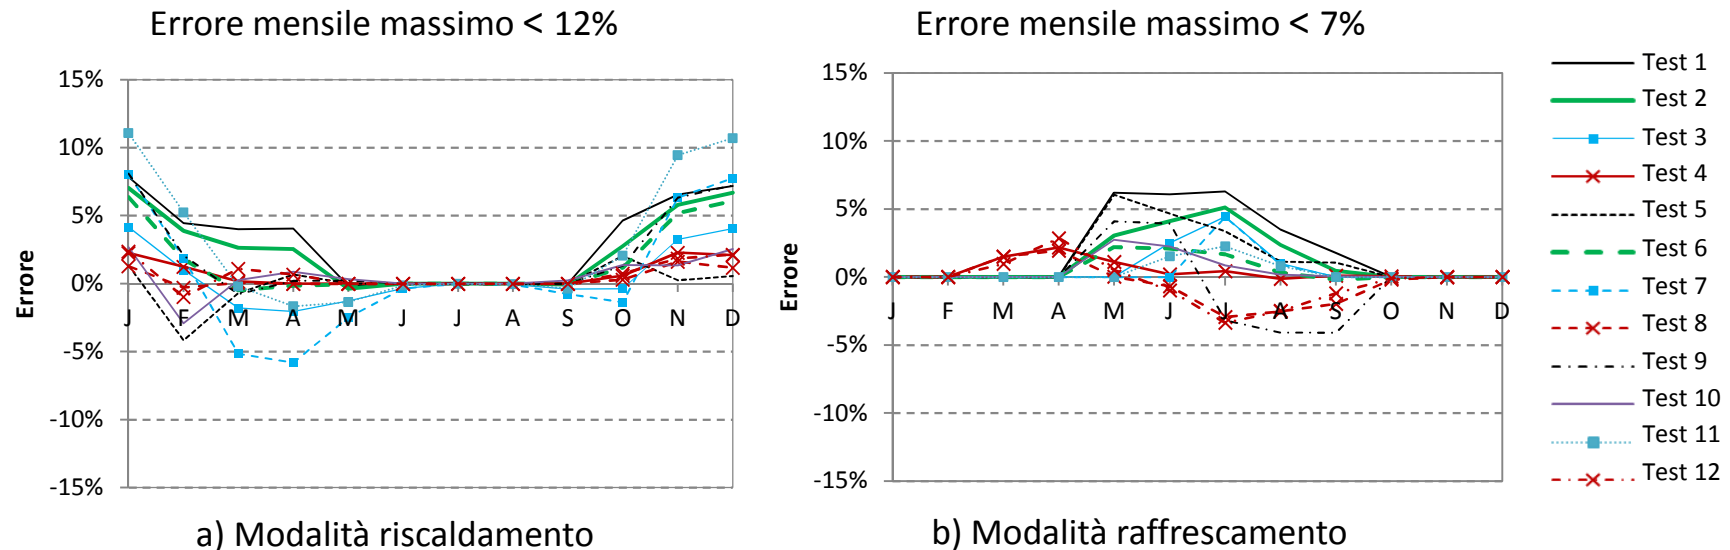 Errore mensile massimo < 12%
Errore mensile massimo < 7%
15%
10%
5%
0%
-5%
-10%
-15%
Errore
J F M A M J J A S O N D
a) Modalità riscaldamento
15%
10%
5%
0%
-5%
-10%
-15%
Errore
J F M A M J J A S O N D
b) Modalità raffrescamento
Test 1
Test 2
Test 3
Test 4
Test 5
Test 6
Test 7
Test 8
Test 9
Test 10
Test 11
Test 12